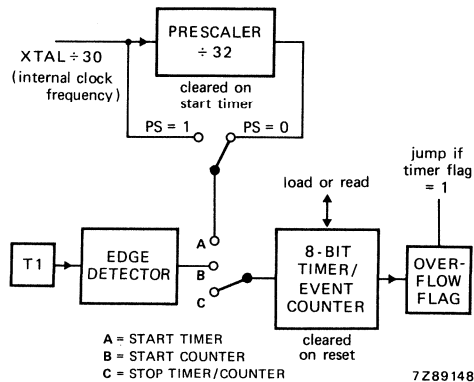 PRESCALER
÷ 32
XTAL ÷ 30
(internal clock
frequency)
cleared on
start timer
PS = 1
PS = 0
jump if
timer flag
= 1
load or read
T1
EDGE
DETECTOR
A
B
C
8-BIT
TIMER/
EVENT
COUNTER
OVER-
FLOW
FLAG
cleared
on reset
A = START TIMER
B = START COUNTER
C = STOP TIMER/COUNTER
7Z89148